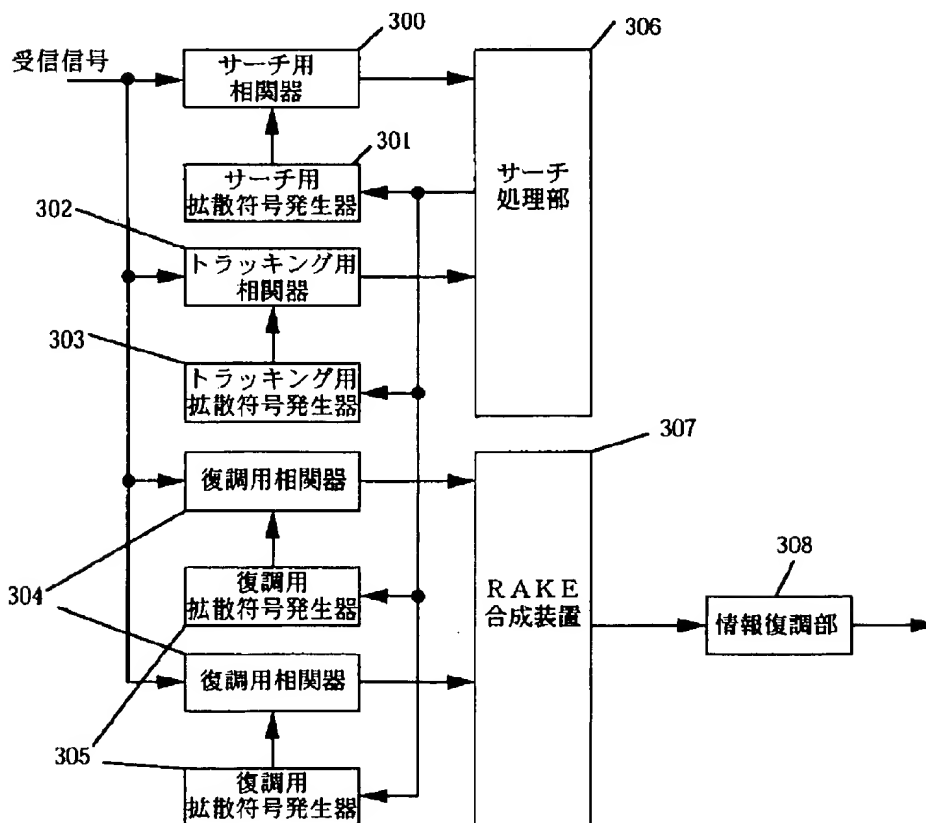 300
306
受信信号
サーチ用
相関器
301
サーチ用
拡散符号発生器
サーチ
処理部
302
トラッキング用
相関器
303
トラッキング用
拡散符号発生器
307
復調用相関器
304
復調用
拡散符号発生器
RAKE
合成装置
308
情報復調部
復調用相関器
305
復調用
拡散符号発生器